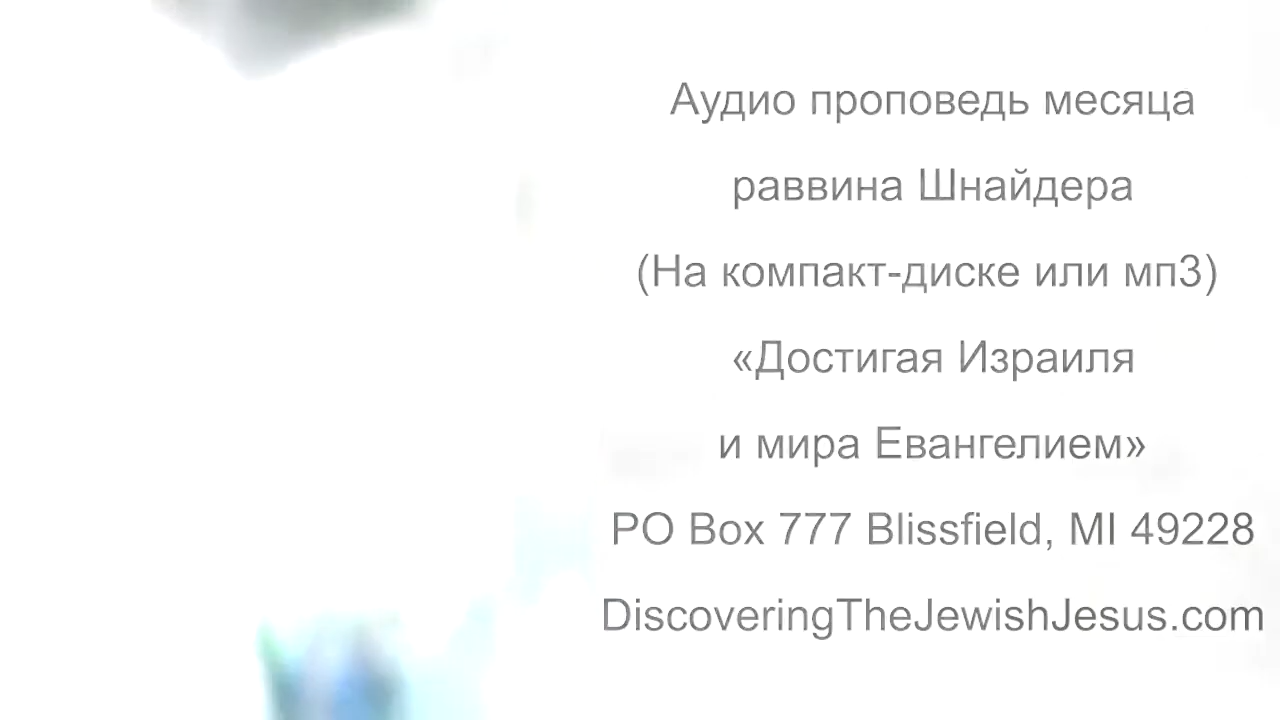 Аудио проповедь месяца
раввина Шнайдера
(На компакт-диске или мп3)
«Достигая Израиля
и мира Евангелием»
PO Box 777 Blissfield, MI 49228
DiscoveringTheJewishJesus.com